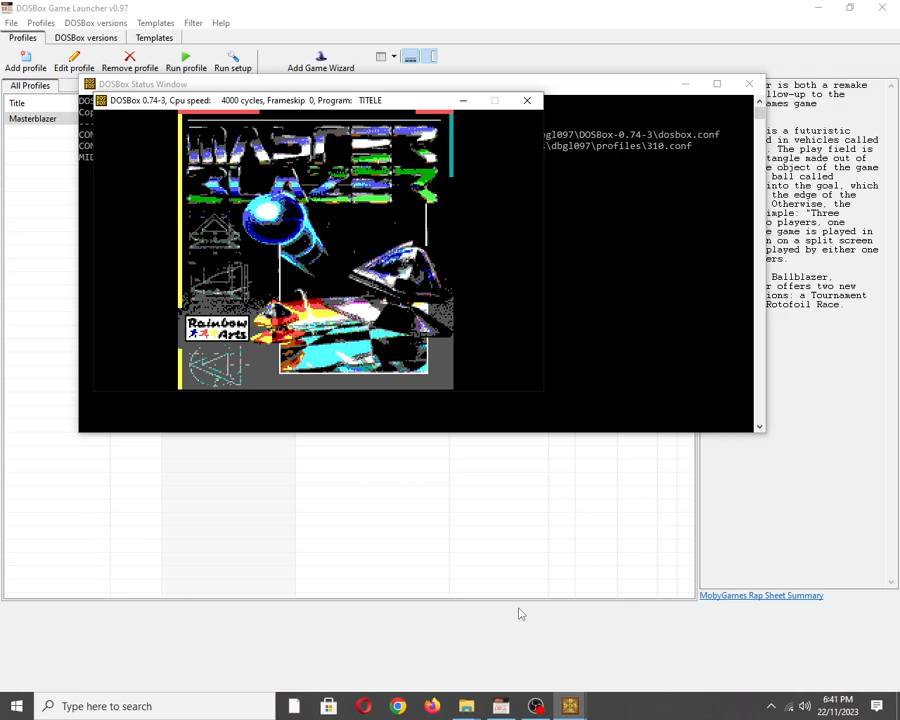 DOSBox Game Launcher v0.97
File Profiles DOSBox versions Templates Filter Help
Profiles DOSBox versions Templates
Add profile Edit profile Remove profile Run profile Run setup Add Game Wizard
All Profiles
Title
Masterblazer
DOSBox Status Window
DOSBox 0.74-3, Cpu speed: 4000 cycles, Frameskip 0, Program: TITELE
bgl097\DOSBox-0.74-3\dosbox.conf
s\dbgl097\profiles\310.conf
MASTER
BLAZER
Rainbow
Arts
r is both a remake
llow-up to the
games game
is a futuristic
d in vehicles called
. The play field is
tangle made out of
e object of the game
ball called
into the goal, which
the edge of the
Otherwise, the
imple: "Three
o players, one
e game is played in
n on a split screen
played by either one
ers.
Ballblazer,
r offers two new
ions: a Tournament
Rotofoil Race.
MobyGames Rap Sheet Summary
Type here to search
6:41 PM
22/11/2023